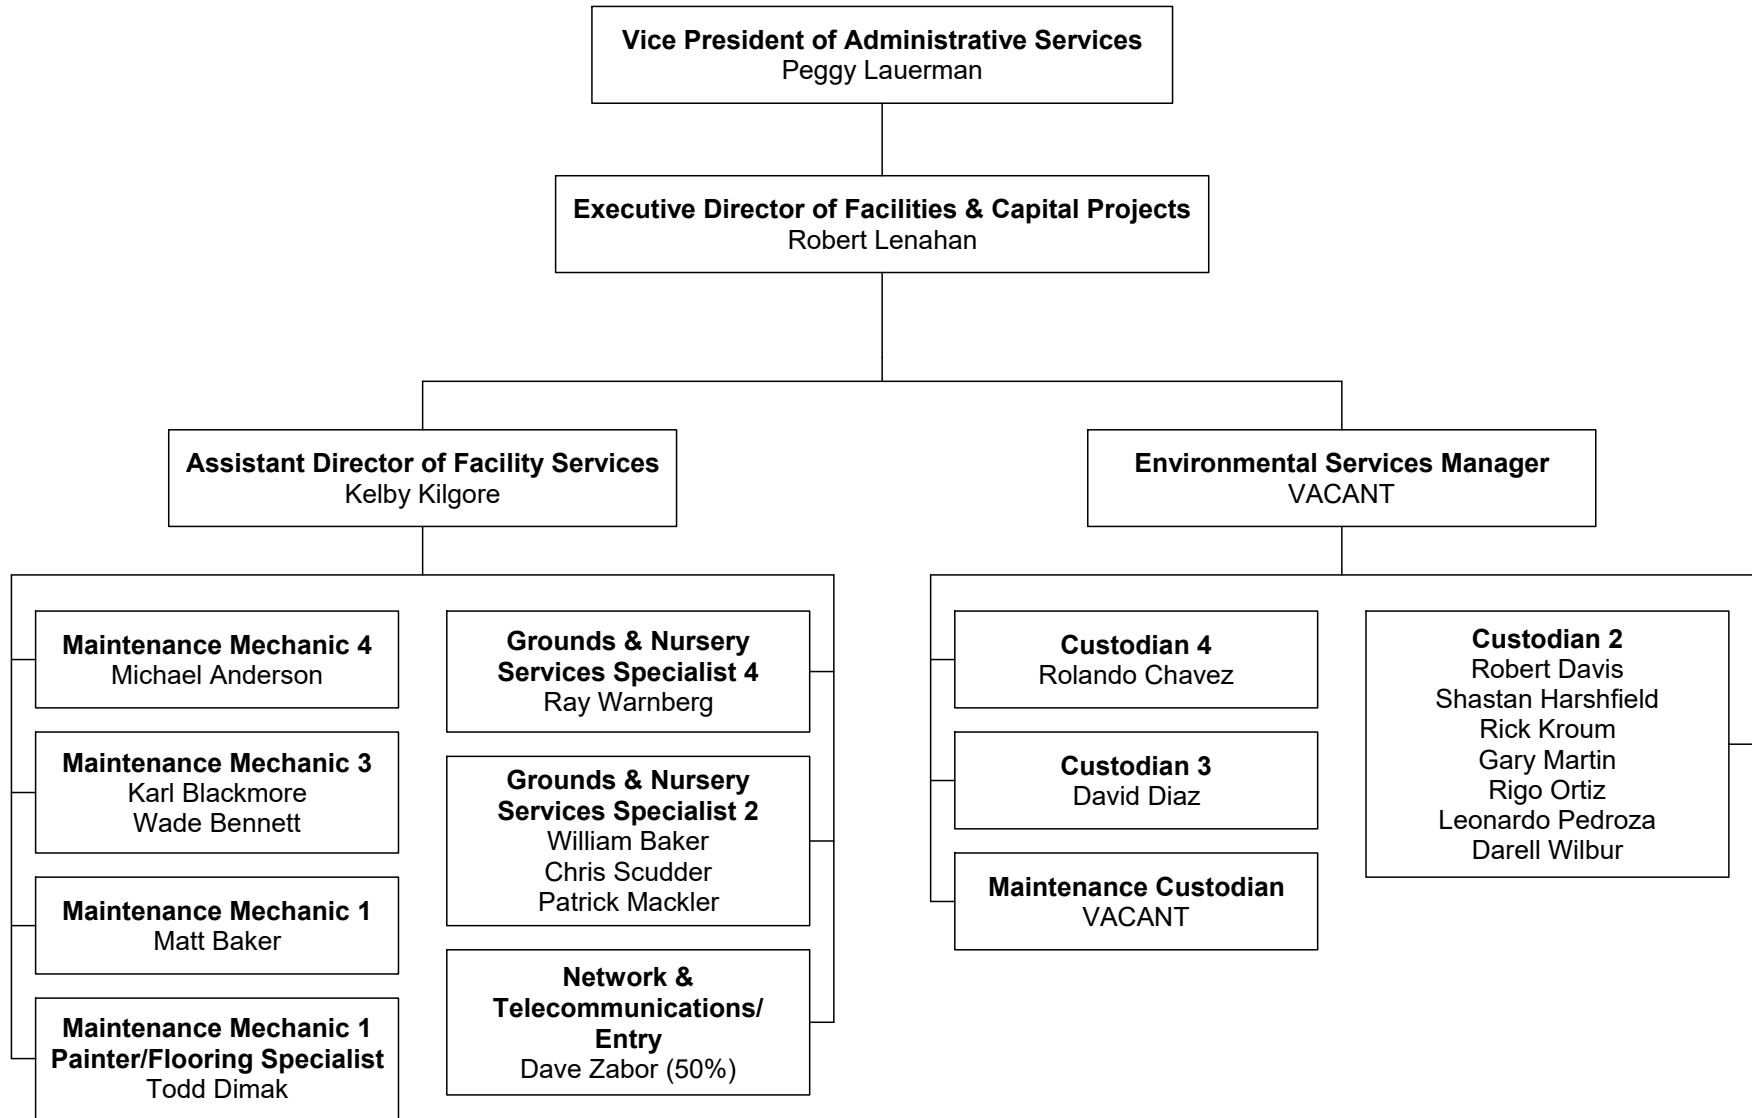 Vice President of Administrative Services
Peggy Lauerman
Executive Director of Facilities & Capital Projects
Robert Lenahan
Assistant Director of Facility Services
Kelby Kilgore
Environmental Services Manager
VACANT
Maintenance Mechanic 4
Michael Anderson
Maintenance Mechanic 3
Karl Blackmore
Wade Bennett
Maintenance Mechanic 1
Matt Baker
Maintenance Mechanic 1
Painter/Flooring Specialist
Todd Dimak
Grounds & Nursery
Services Specialist 4
Ray Warnberg
Grounds & Nursery
Services Specialist 2
William Baker
Chris Scudder
Patrick Mackler
Network &
Telecommunications/
Entry
Dave Zabor (50%)
Custodian 4
Rolando Chavez
Custodian 3
David Diaz
Maintenance Custodian
VACANT
Custodian 2
Robert Davis
Shastan Harshfield
Rick Kroum
Gary Martin
Rigo Ortiz
Leonardo Pedroza
Darell Wilbur